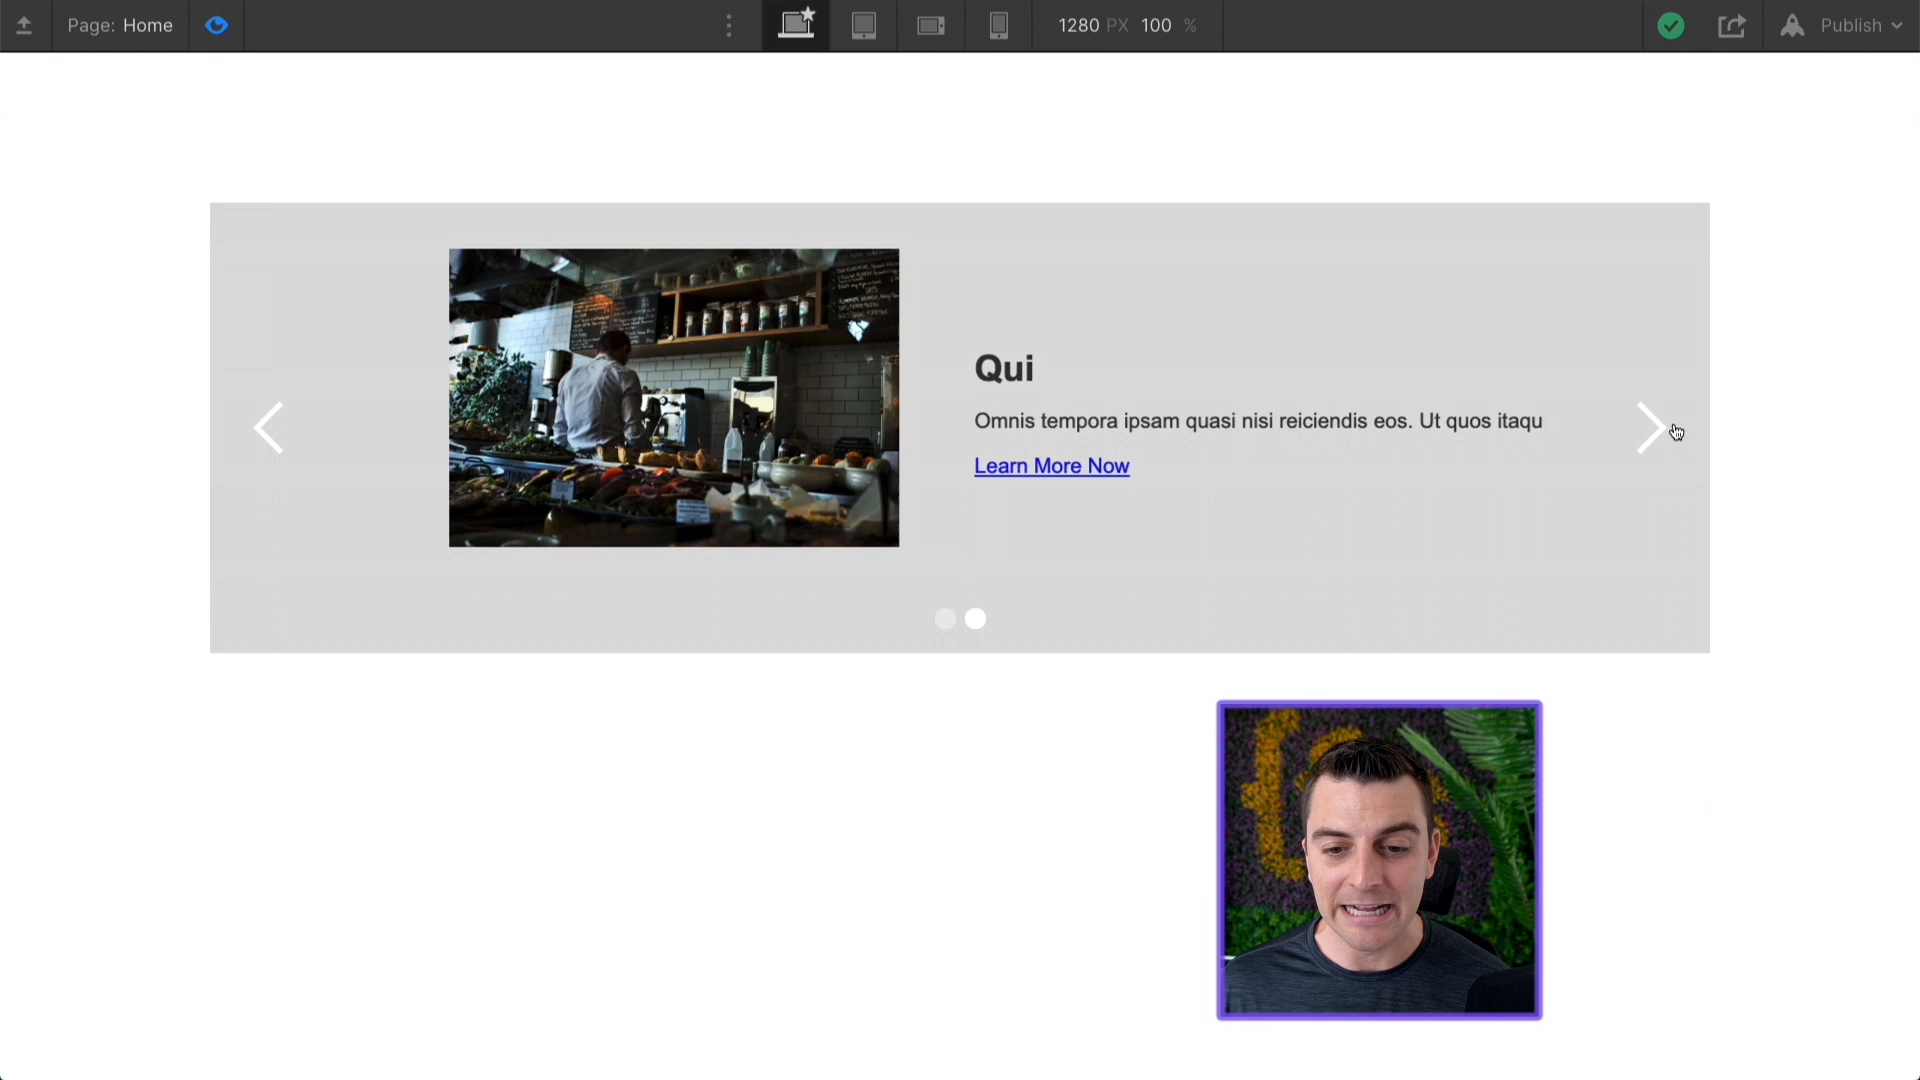 Page: Home
1280 PX 100 %
Publish
Qui
Omnis tempora ipsam quasi nisi reiciendis eos. Ut quos itaqu
Learn More Now